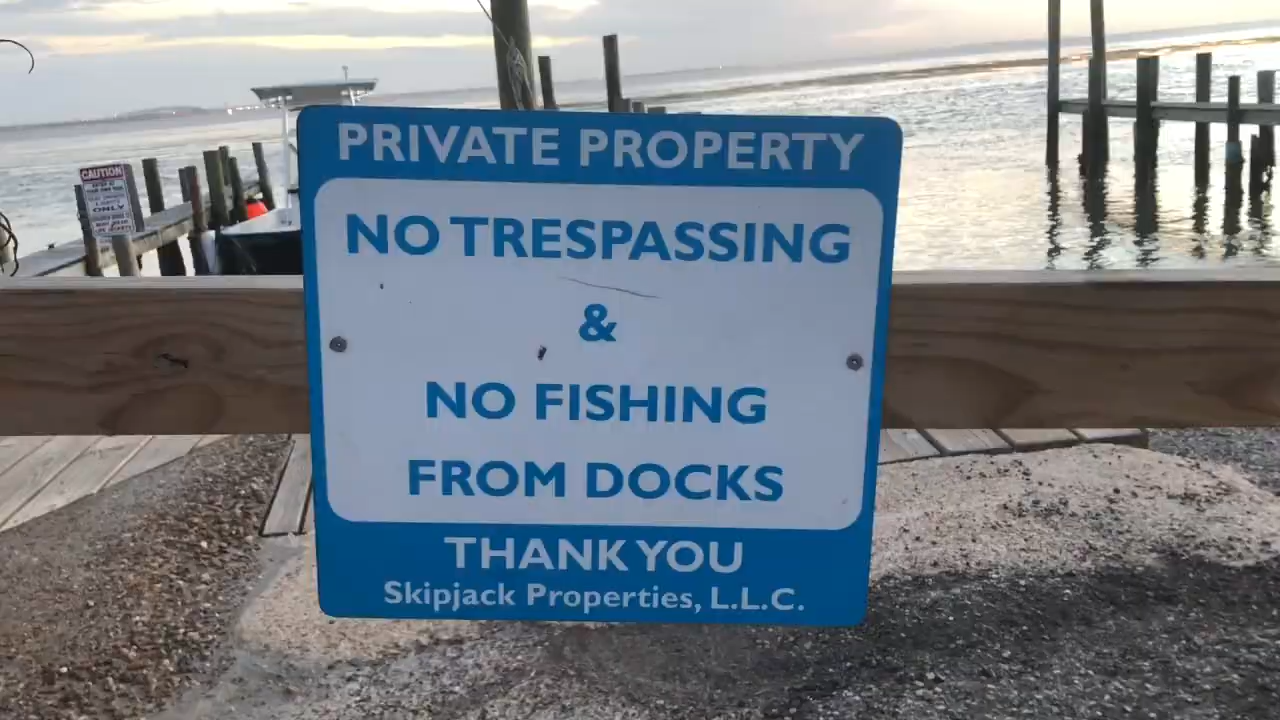 PRIVATE PROPERTY
NO TRESPASSING
&
NO FISHING
FROM DOCKS
THANK YOU
Skipjack Properties, L.L.C.
CAUTION
ONLY